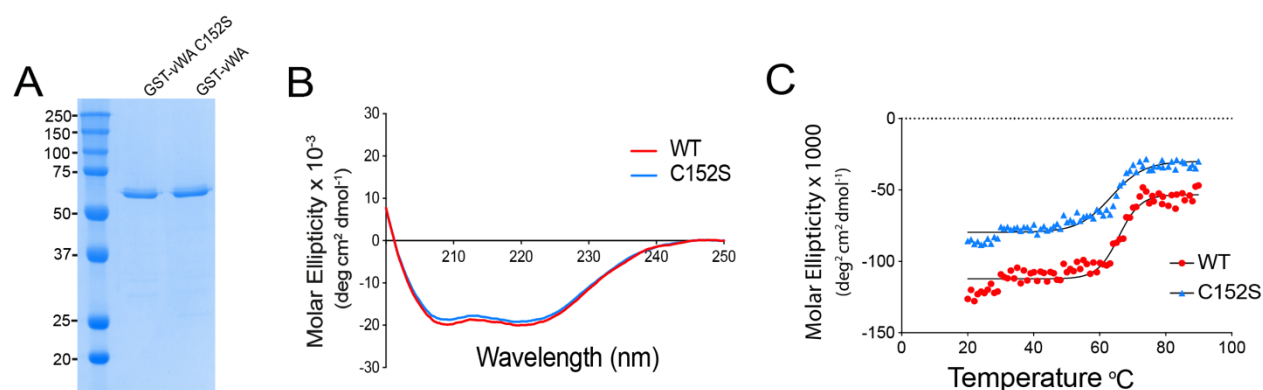 A
GST-vWA C152S
GST-vWA
250
150
100
75
50
37
25
20
B
Molar Ellipticity x 10-3
(deg cm2 dmol-1)
30
20
10
0
-10
-20
-30
210
220
230
240
250
Wavelength (nm)
WT
C152S
C
Molar Ellipticity x 1000
(deg2 cm2 dmol-1)
0
-50
-100
-150
0
20
40
60
80
100
Temperature oC
WT
C152S